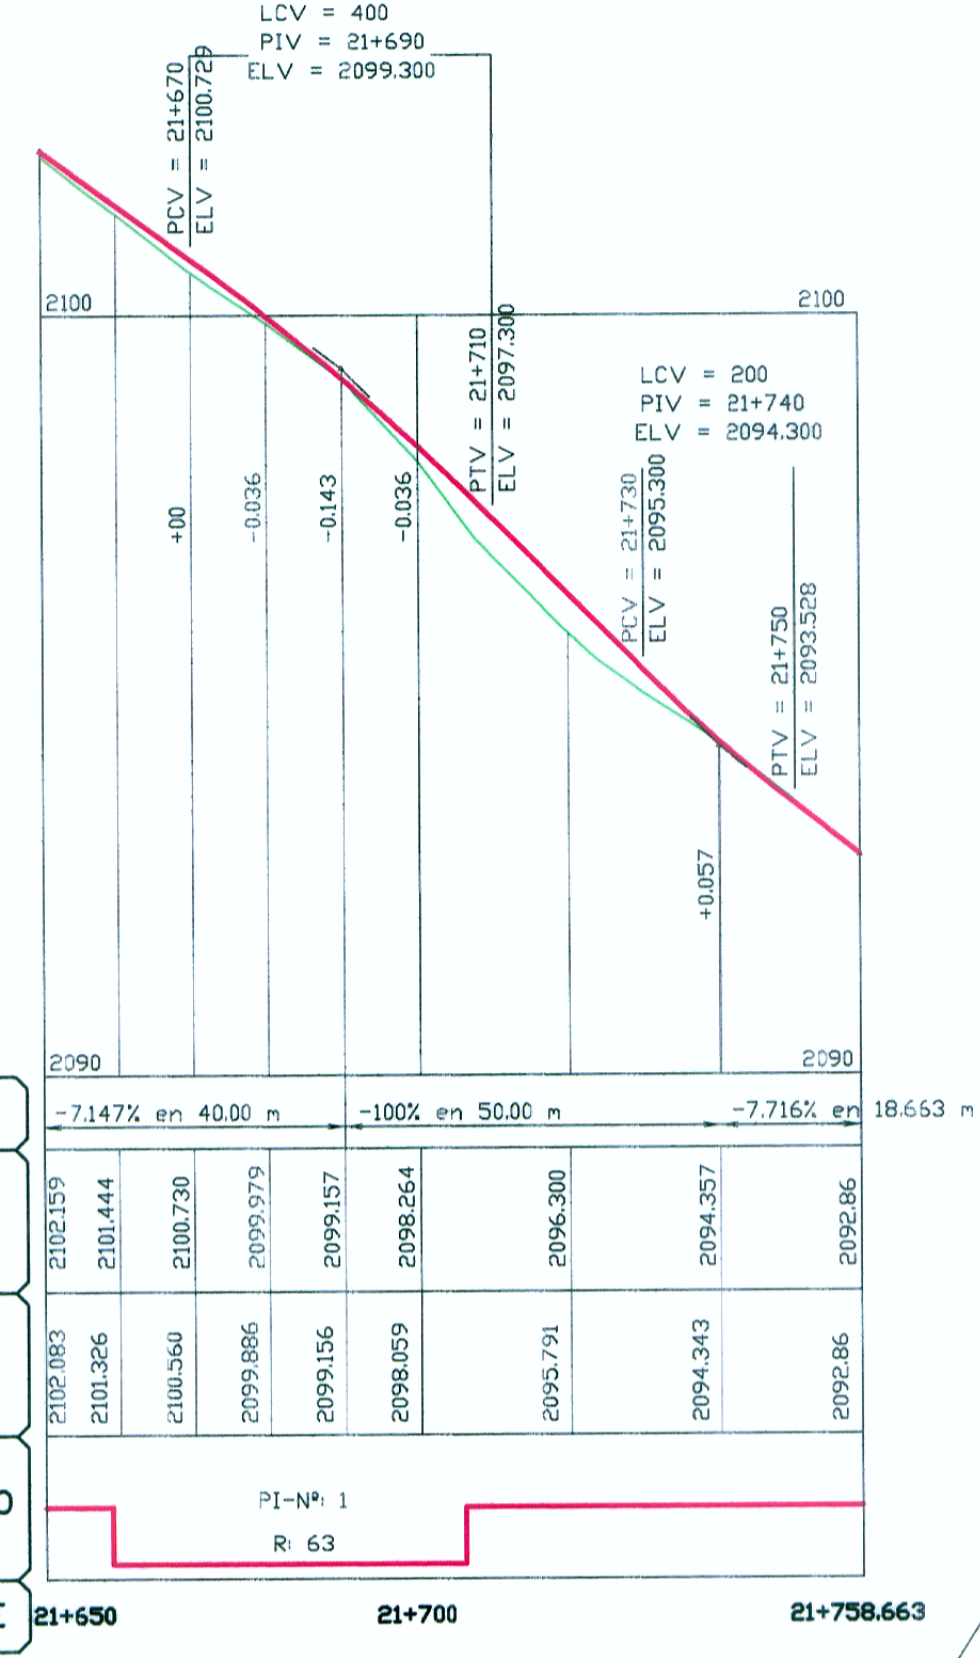 LCV = 400
PIV = 21+690
ELV = 2099.300
PCV = 21+670
ELV = 2100.729
2100
2100
PTV = 21+710
ELV = 2097.300
LCV = 200
PIV = 21+740
ELV = 2094.300
PCV = 21+730
ELV = 2095.300
PTV = 21+750
ELV = 2093.528
+00
-0.036
-0.143
-0.036
+0.057
2090
2090
-7.147% en 40.00 m
-100% en 50.00 m
-7.716% en 18.663 m
2102.159
2101.444
2100.730
2099.979
2099.157
2098.264
2096.300
2094.357
2092.86
2102.083
2101.326
2100.560
2099.886
2099.156
2098.059
2095.791
2094.343
2092.86
PI-Nº: 1
R: 63
21+650
21+700
21+758.663